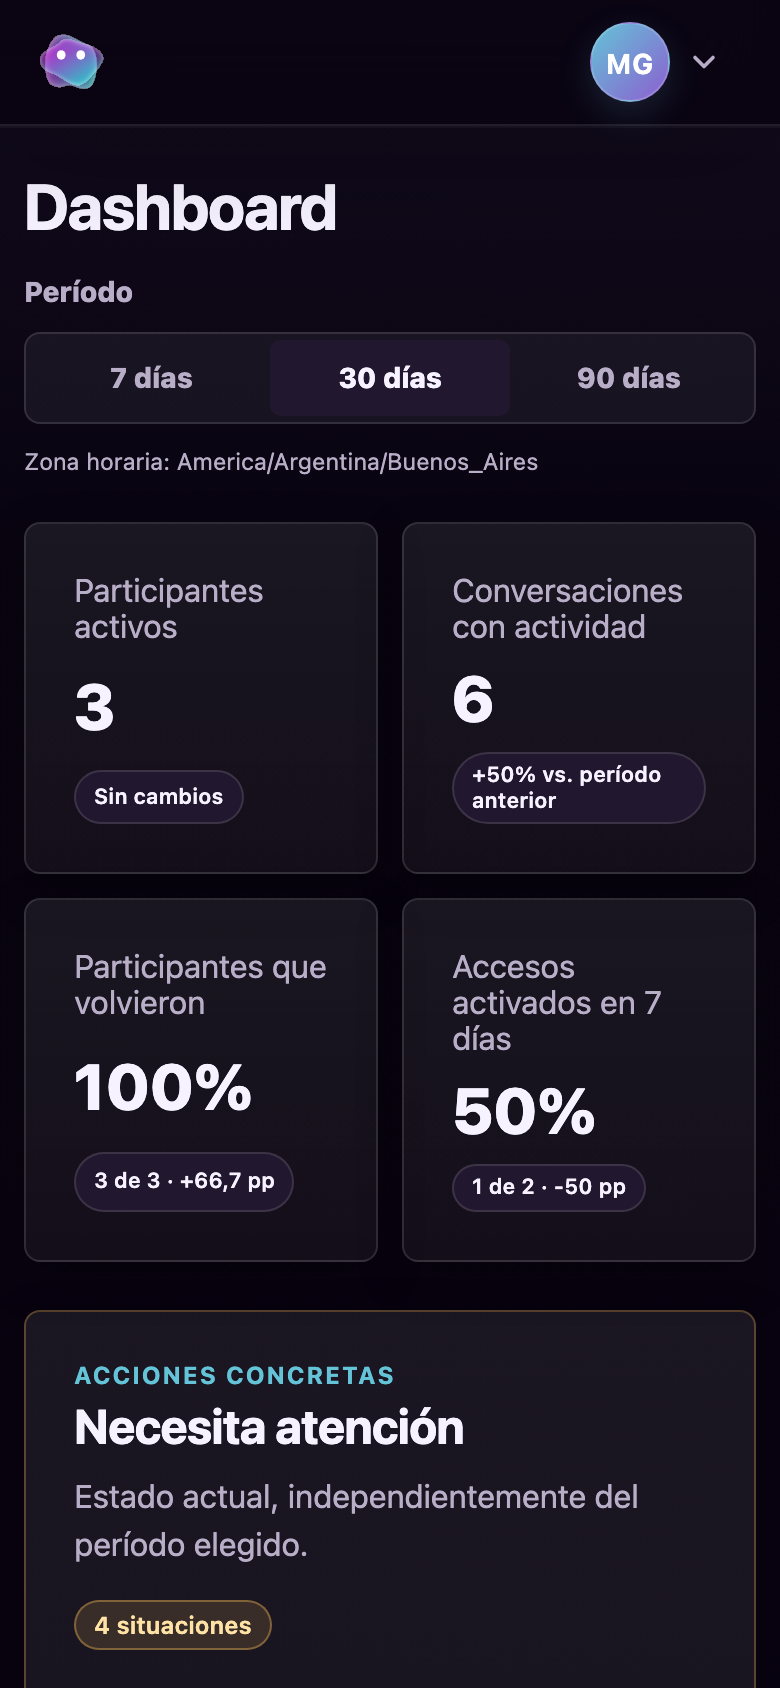 MG
Dashboard
Período
7 días
30 días
90 días
Zona horaria: America/Argentina/Buenos_Aires
Participantes
activos
3
Sin cambios
Conversaciones
con actividad
6
+50% vs. período
anterior
Participantes que
volvieron
100%
3 de 3 · +66,7 pp
Accesos
activados en 7
días
50%
1 de 2 · -50 pp
ACCIONES CONCRETAS
Necesita atención
Estado actual, independientemente del
período elegido.
4 situaciones